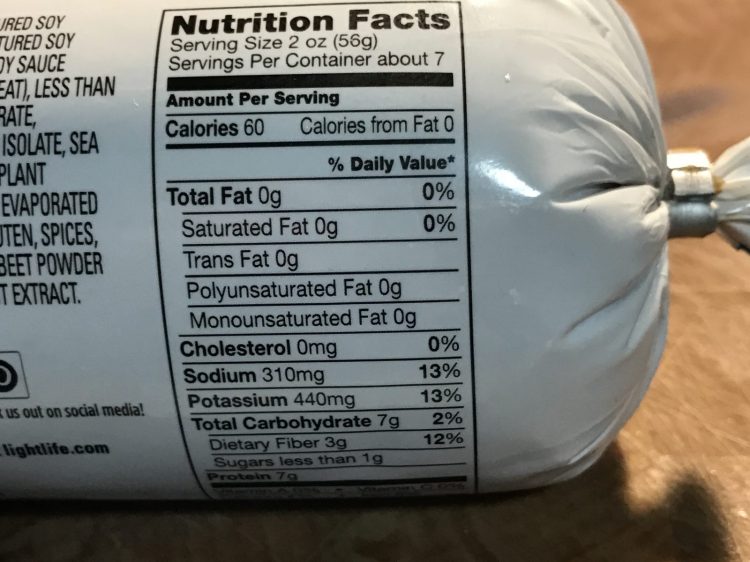 URED SOY
TURED SOY
OY SAUCE
EAT), LESS THAN
RATE,
ISOLATE, SEA
PLANT
EVAPORATED
UTEN, SPICES,
BEET POWDER
T EXTRACT.
k us out on social media!
lightlife.com
Nutrition Facts
Serving Size 2 oz (56g)
Servings Per Container about 7
Amount Per Serving
Calories 60 Calories from Fat 0
% Daily Value*
Total Fat 0g 0%
Saturated Fat 0g 0%
Trans Fat 0g
Polyunsaturated Fat 0g
Monounsaturated Fat 0g
Cholesterol 0mg 0%
Sodium 310mg 13%
Potassium 440mg 13%
Total Carbohydrate 7g 2%
Dietary Fiber 3g 12%
Sugars less than 1g
Protein 7g
Vitamin A 0% • Vitamin C 0%